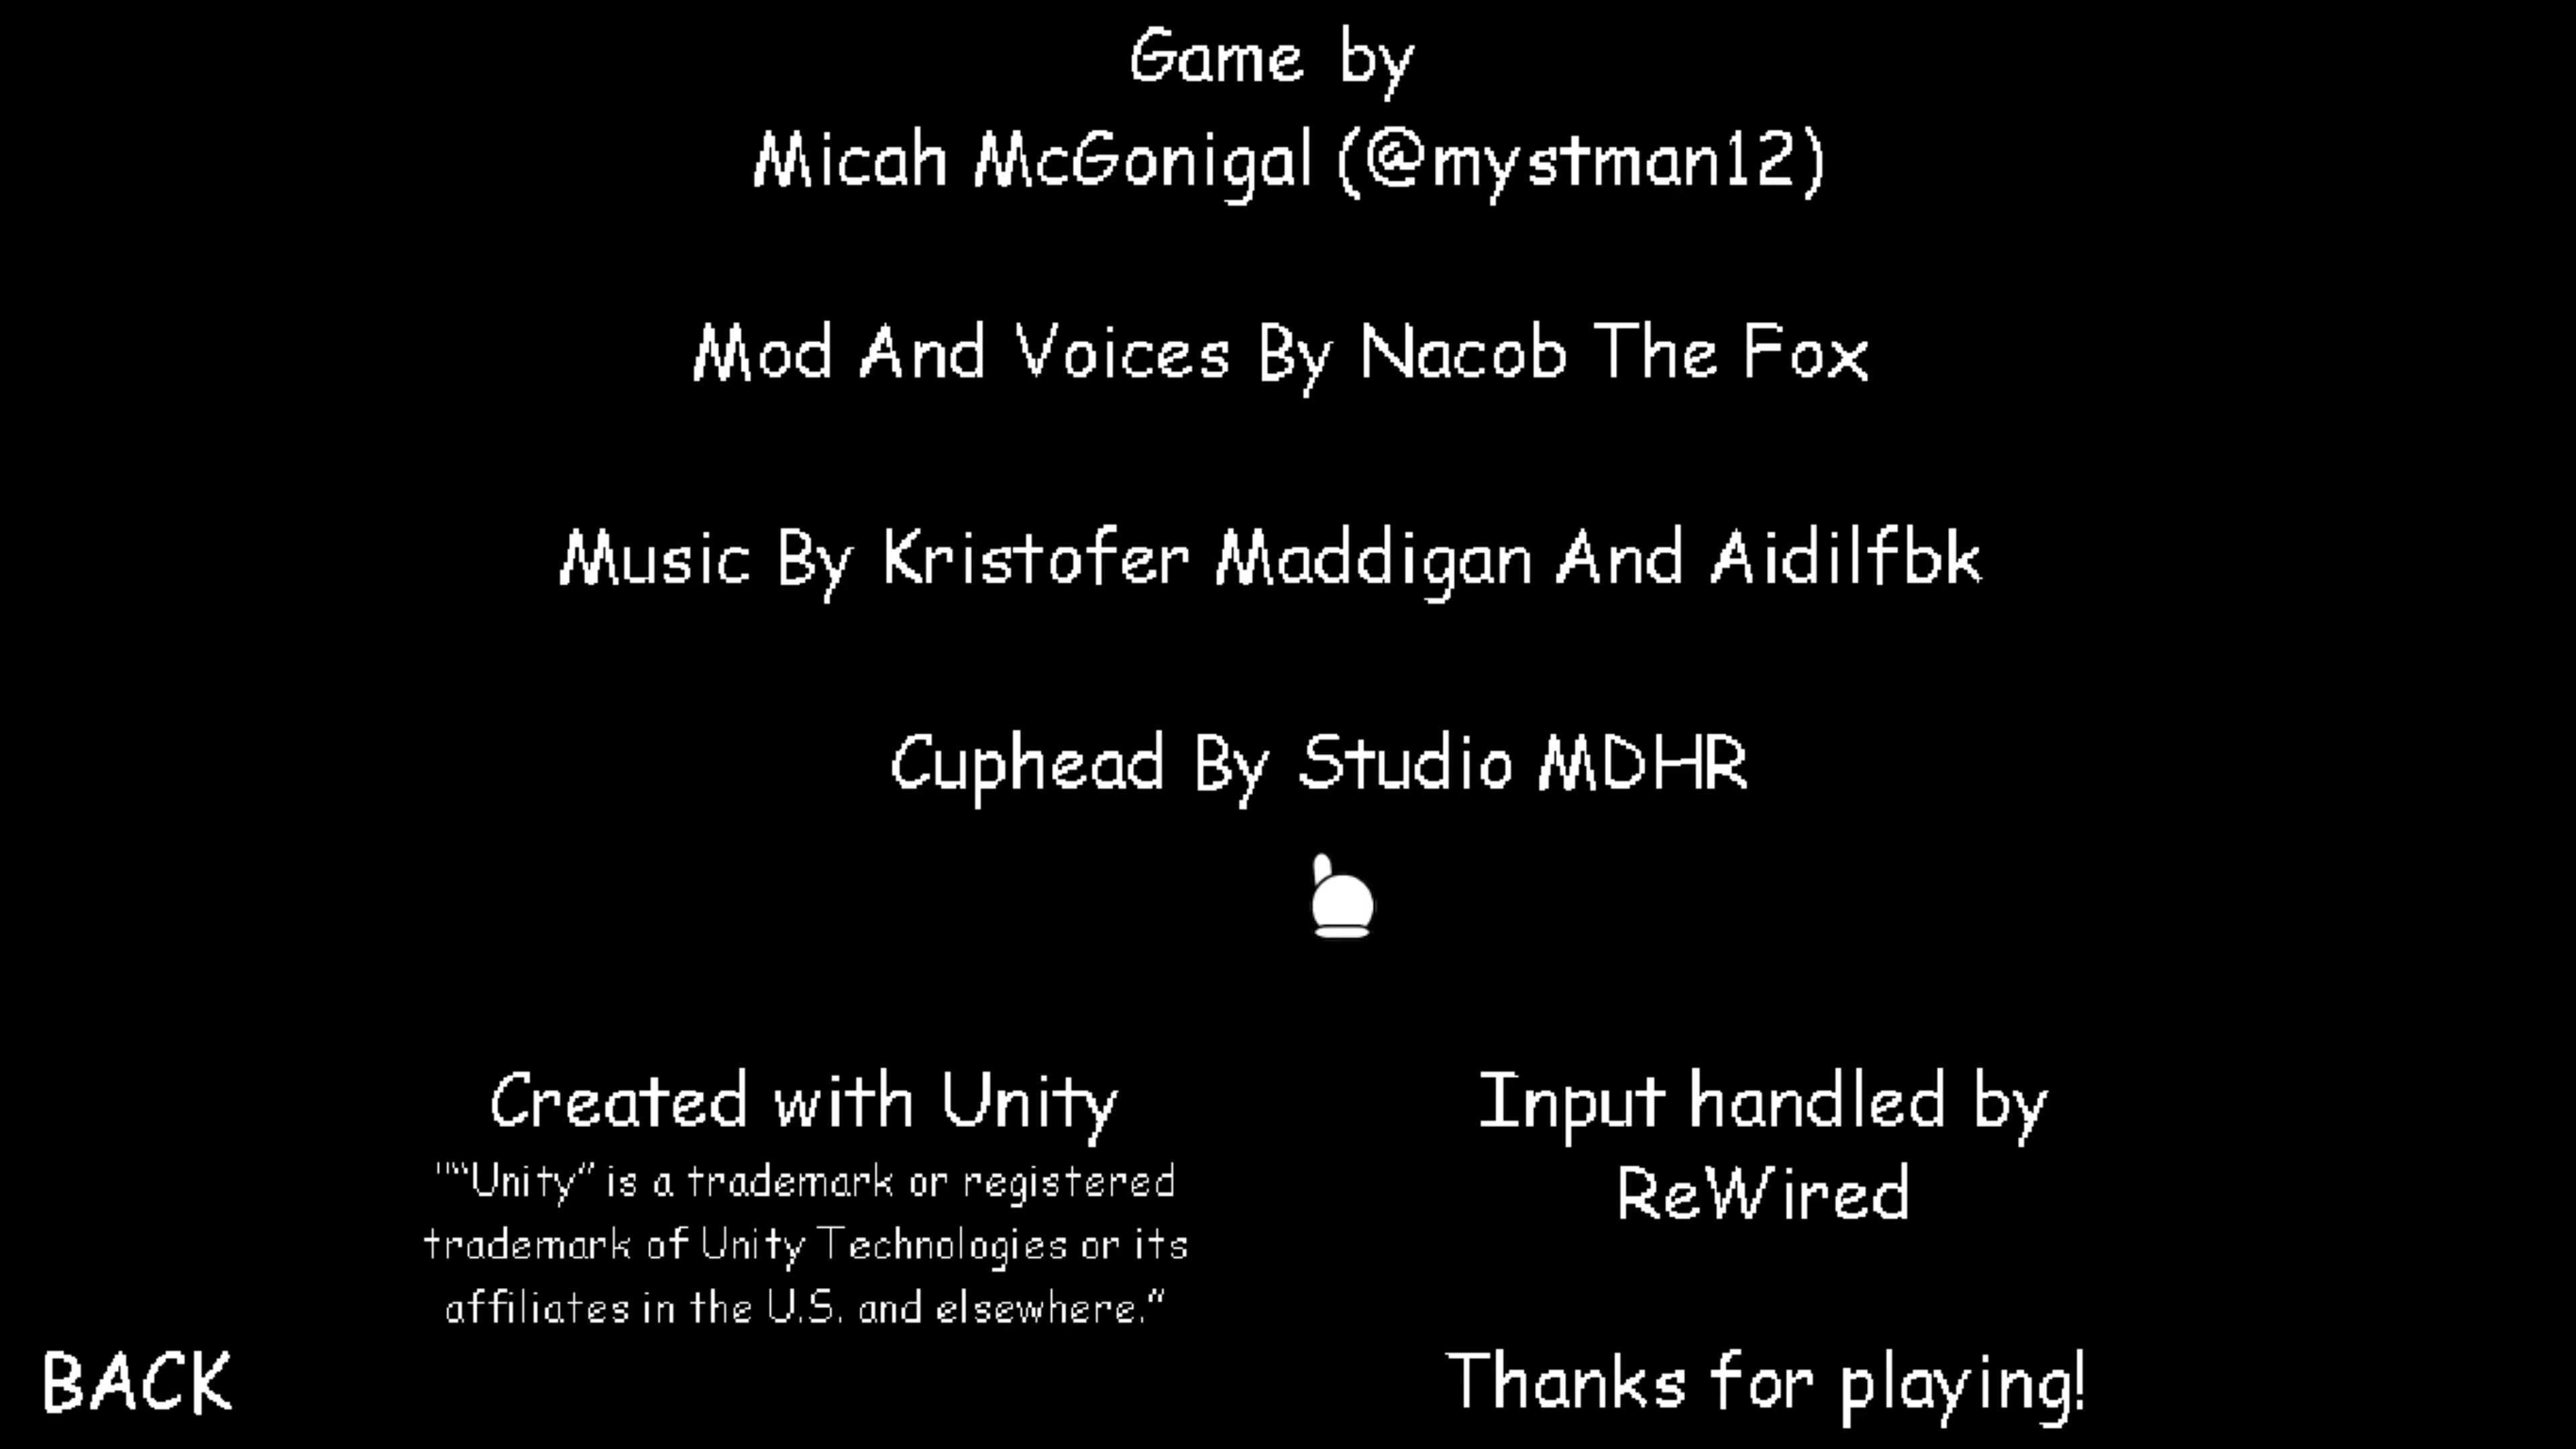 Game by
Micah McGonigal (@mystman12)
Mod And Voices By Nacob The Fox
Music By Kristofer Maddigan And Aidilfbk
Cuphead By Studio MDHR
Created with Unity
"“Unity” is a trademark or registered
trademark of Unity Technologies or its
affiliates in the U.S. and elsewhere.”
Input handled by
ReWired
Thanks for playing!
BACK